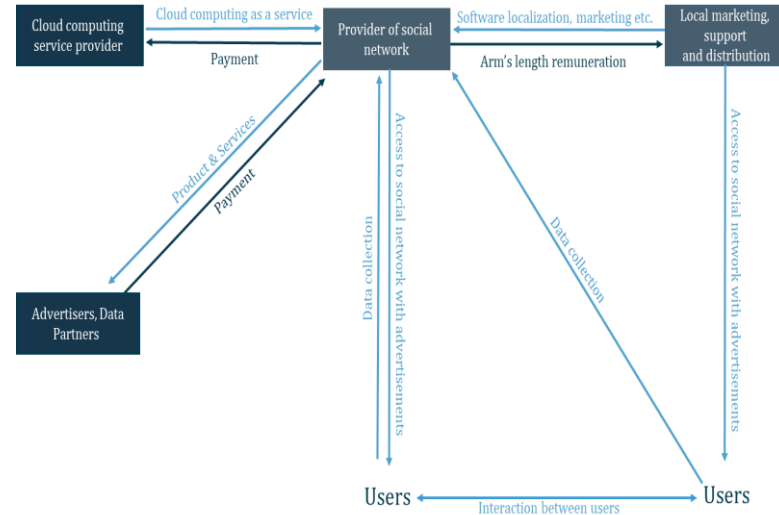 Cloud computing
service provider
Cloud computing as a service
Payment
Provider of social
network
Software localization, marketing etc.
Arm's length remuneration
Local marketing,
support
and distribution
Product & Services
Payment
Data collection
Access to social network with advertisements
Data collection
Access to social network with advertisements
Advertisers, Data
Partners
Users
Interaction between users
Users